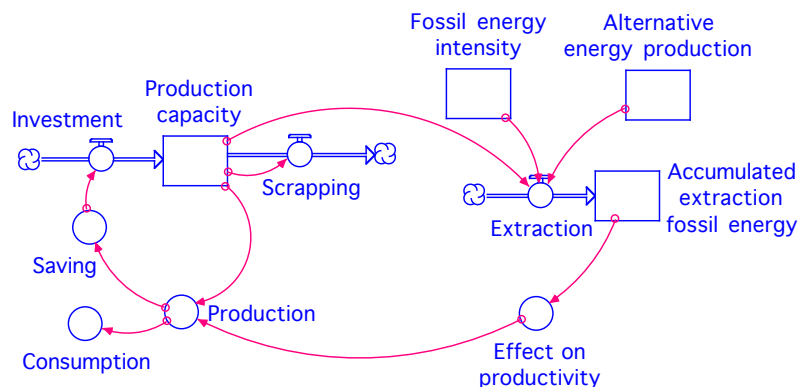 Fossil energy
intensity
Alternative
energy production
Production
capacity
Investment
Scrapping
Accumulated
extraction
fossil energy
Extraction
Saving
Production
Consumption
Effect on
productivity